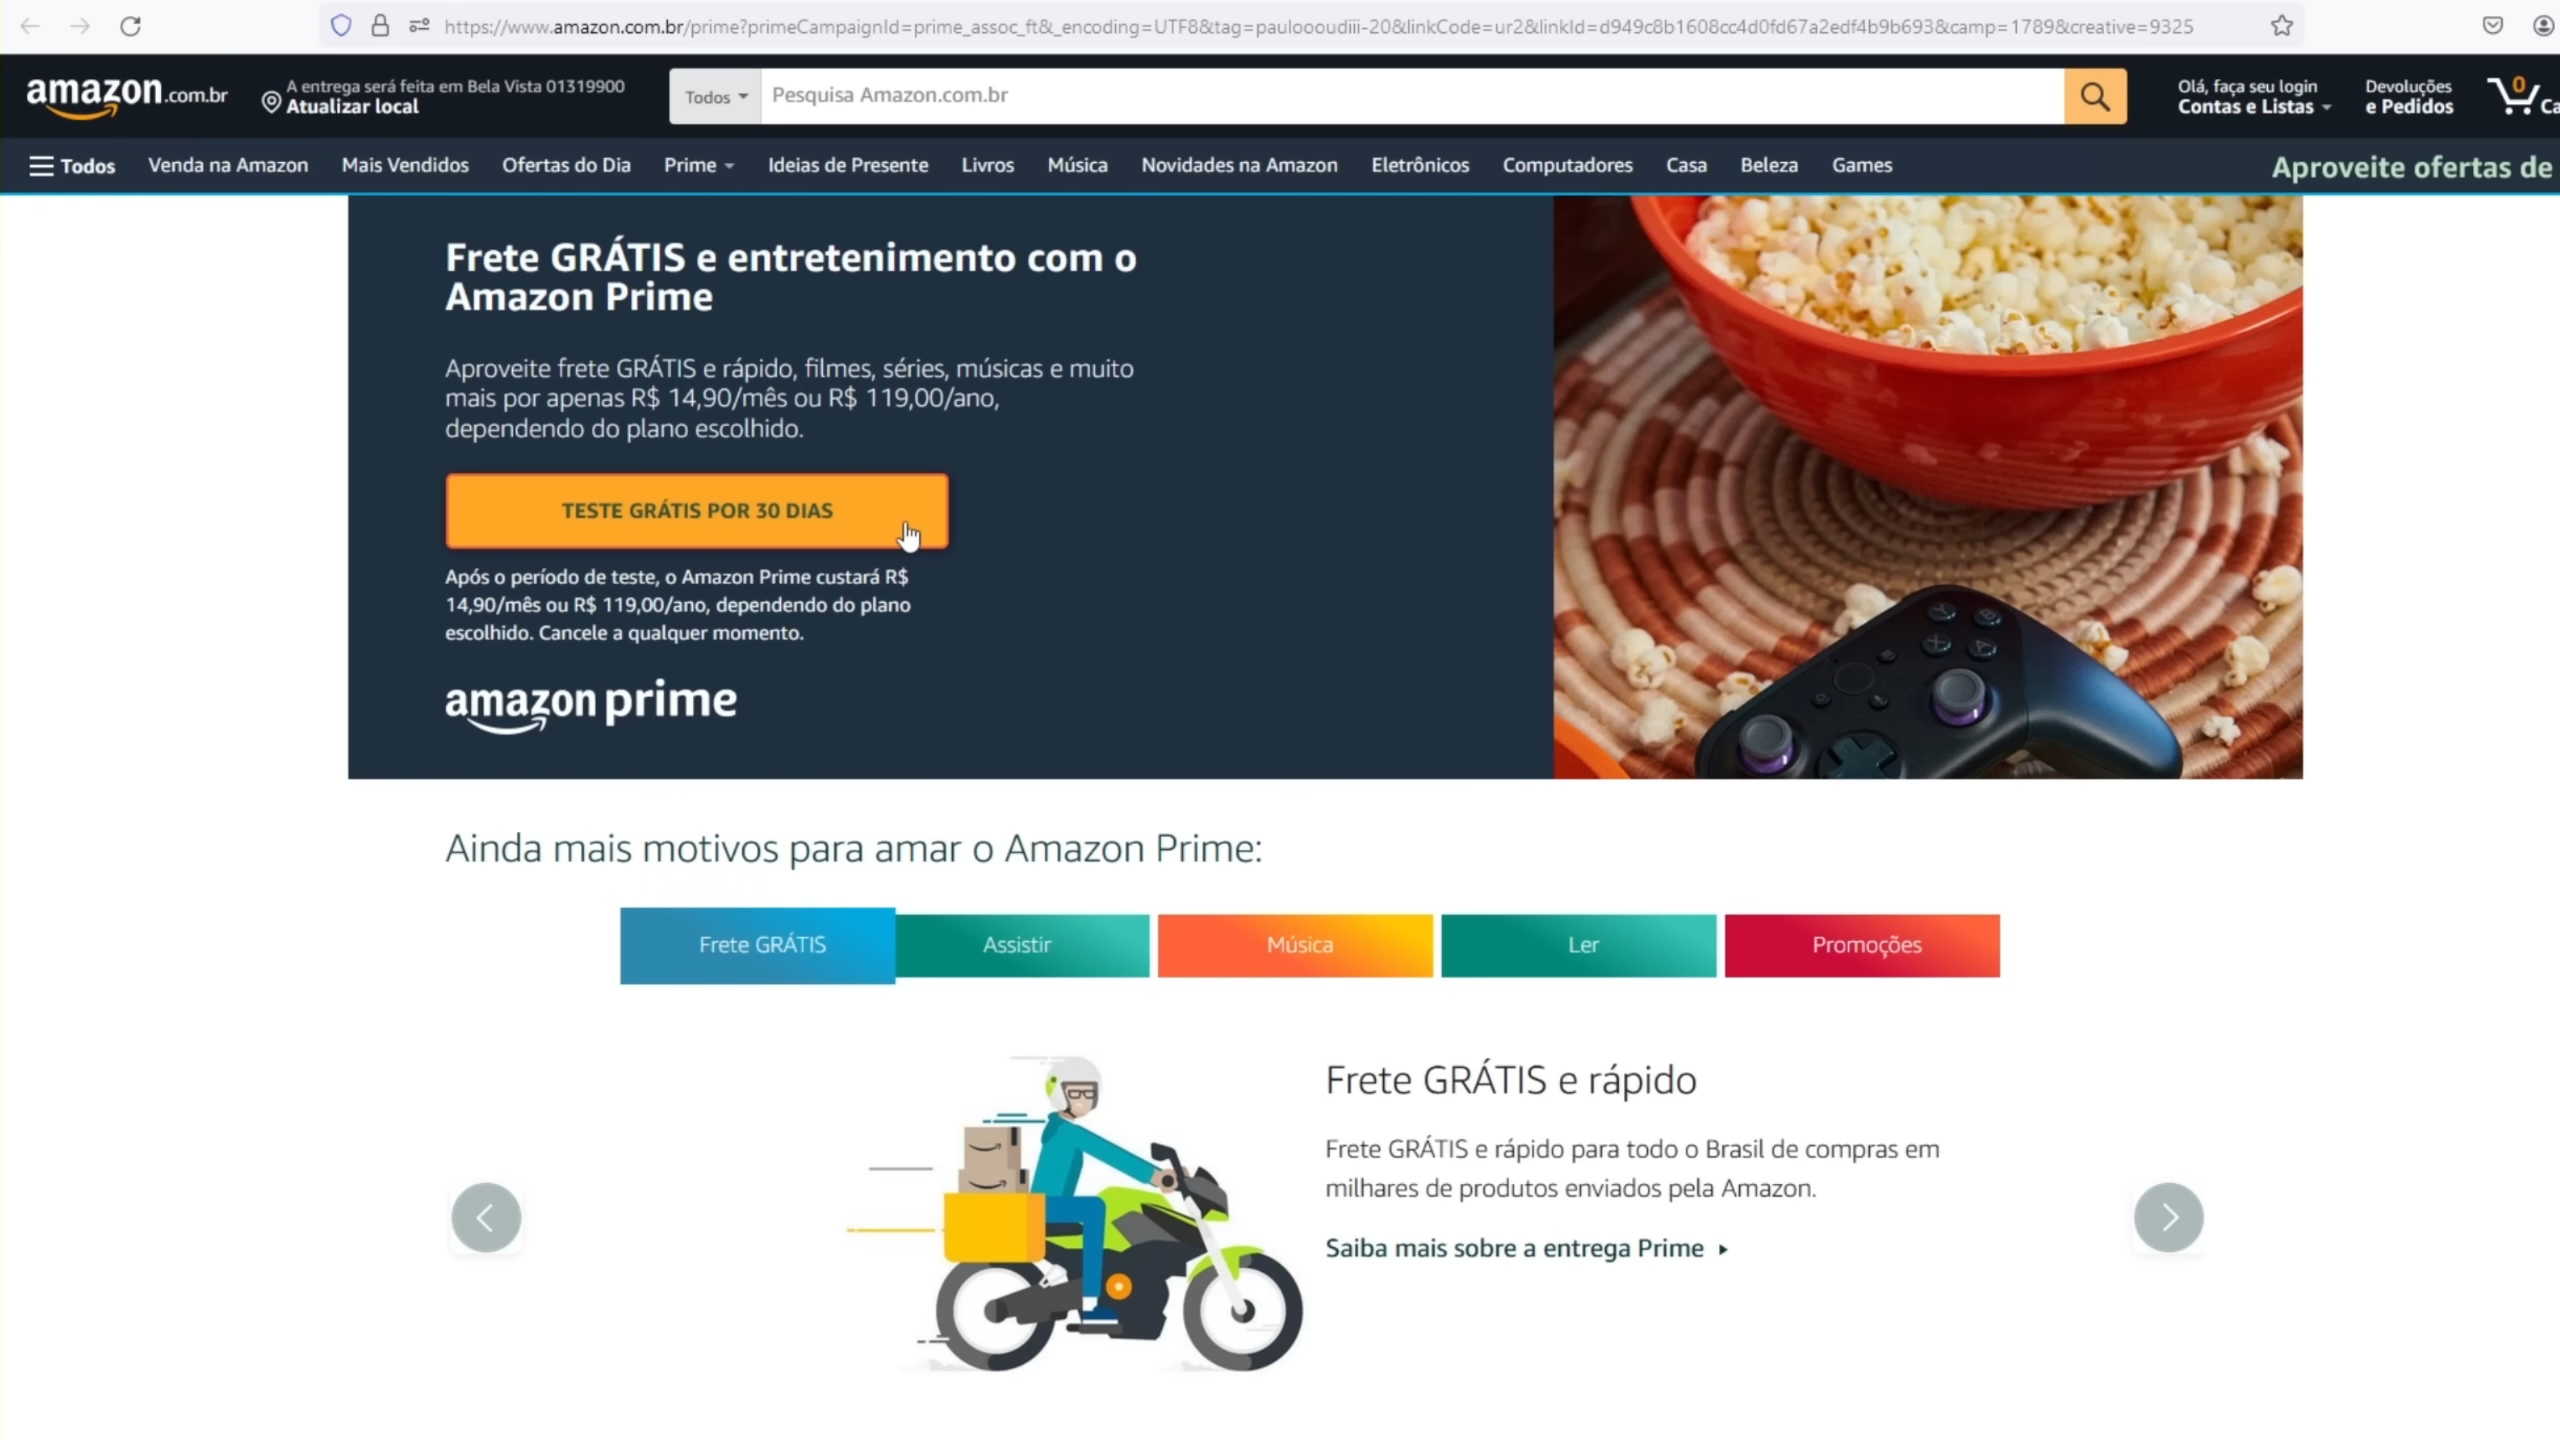 https://www.amazon.com.br/prime?primeCampaignId=prime_assoc_ft&_encoding=UTF8&tag=pauloooudiii-20&linkCode=ur2&linkId=d949c8b1608cc4d0fd67a2edf4b9b693&camp=1789&creative=9325
amazon.com.br
A entrega será feita em Bela Vista 01319900
Atualizar local
Todos
Pesquisa Amazon.com.br
Olá, faça seu login
Contas e Listas
Devoluções
e Pedidos
0
Ca
Todos Venda na Amazon Mais Vendidos Ofertas do Dia Prime Ideias de Presente Livros Música Novidades na Amazon Eletrônicos Computadores Casa Beleza Games Aproveite ofertas de
Frete GRÁTIS e entretenimento com o
Amazon Prime
Aproveite frete GRÁTIS e rápido, filmes, séries, músicas e muito
mais por apenas R$ 14,90/mês ou R$ 119,00/ano,
dependendo do plano escolhido.
TESTE GRÁTIS POR 30 DIAS
Após o período de teste, o Amazon Prime custará R$
14,90/mês ou R$ 119,00/ano, dependendo do plano
escolhido. Cancele a qualquer momento.
amazon prime
Y
B
X
A
Ainda mais motivos para amar o Amazon Prime:
Frete GRÁTIS Assistir Música Ler Promoções
Frete GRÁTIS e rápido
Frete GRÁTIS e rápido para todo o Brasil de compras em
milhares de produtos enviados pela Amazon.
Saiba mais sobre a entrega Prime